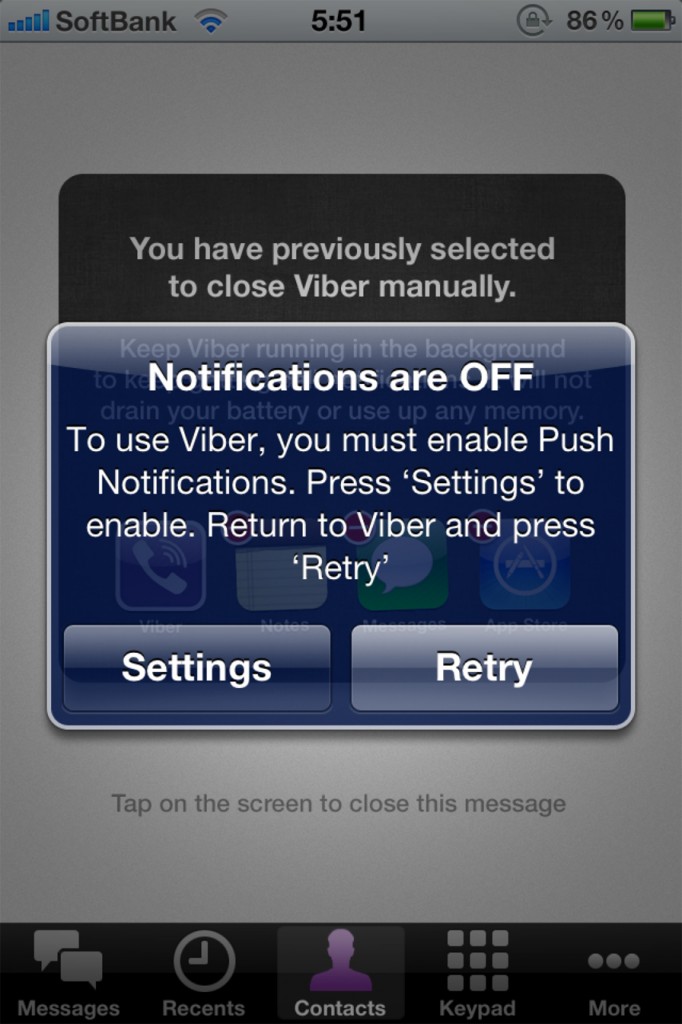 SoftBank 5:51 86%
You have previously selected
to close Viber manually.
Keep Viber running in the background
to not
drain your battery or use up any memory.
Notifications are OFF
To use Viber, you must enable Push
Notifications. Press ‘Settings’ to
enable. Return to Viber and press
‘Retry’
Viber Notes Messages App Store
Settings Retry
Tap on the screen to close this message
Messages Recents Contacts Keypad More